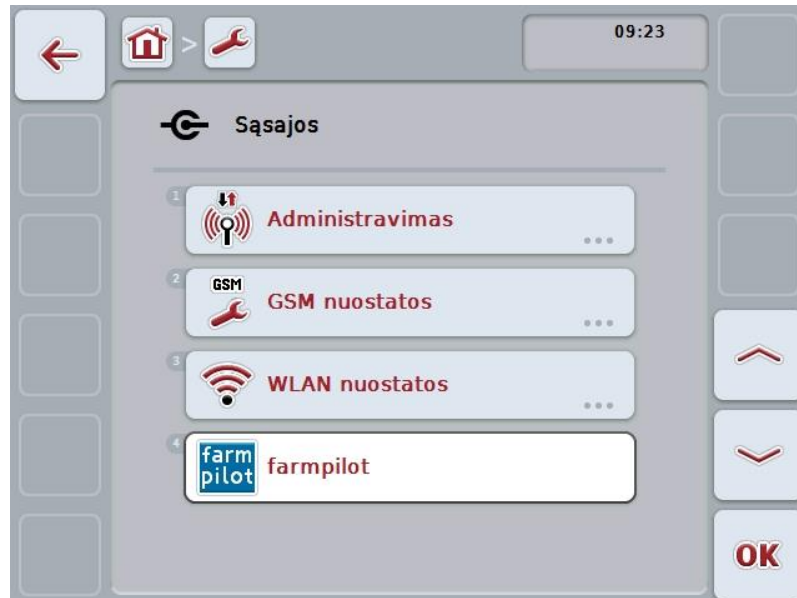 09:23
>
Sąsajos
1
Administravimas
...
2
GSM
GSM nuostatos
...
3
WLAN nuostatos
...
4
farm
pilot
farmpilot
OK